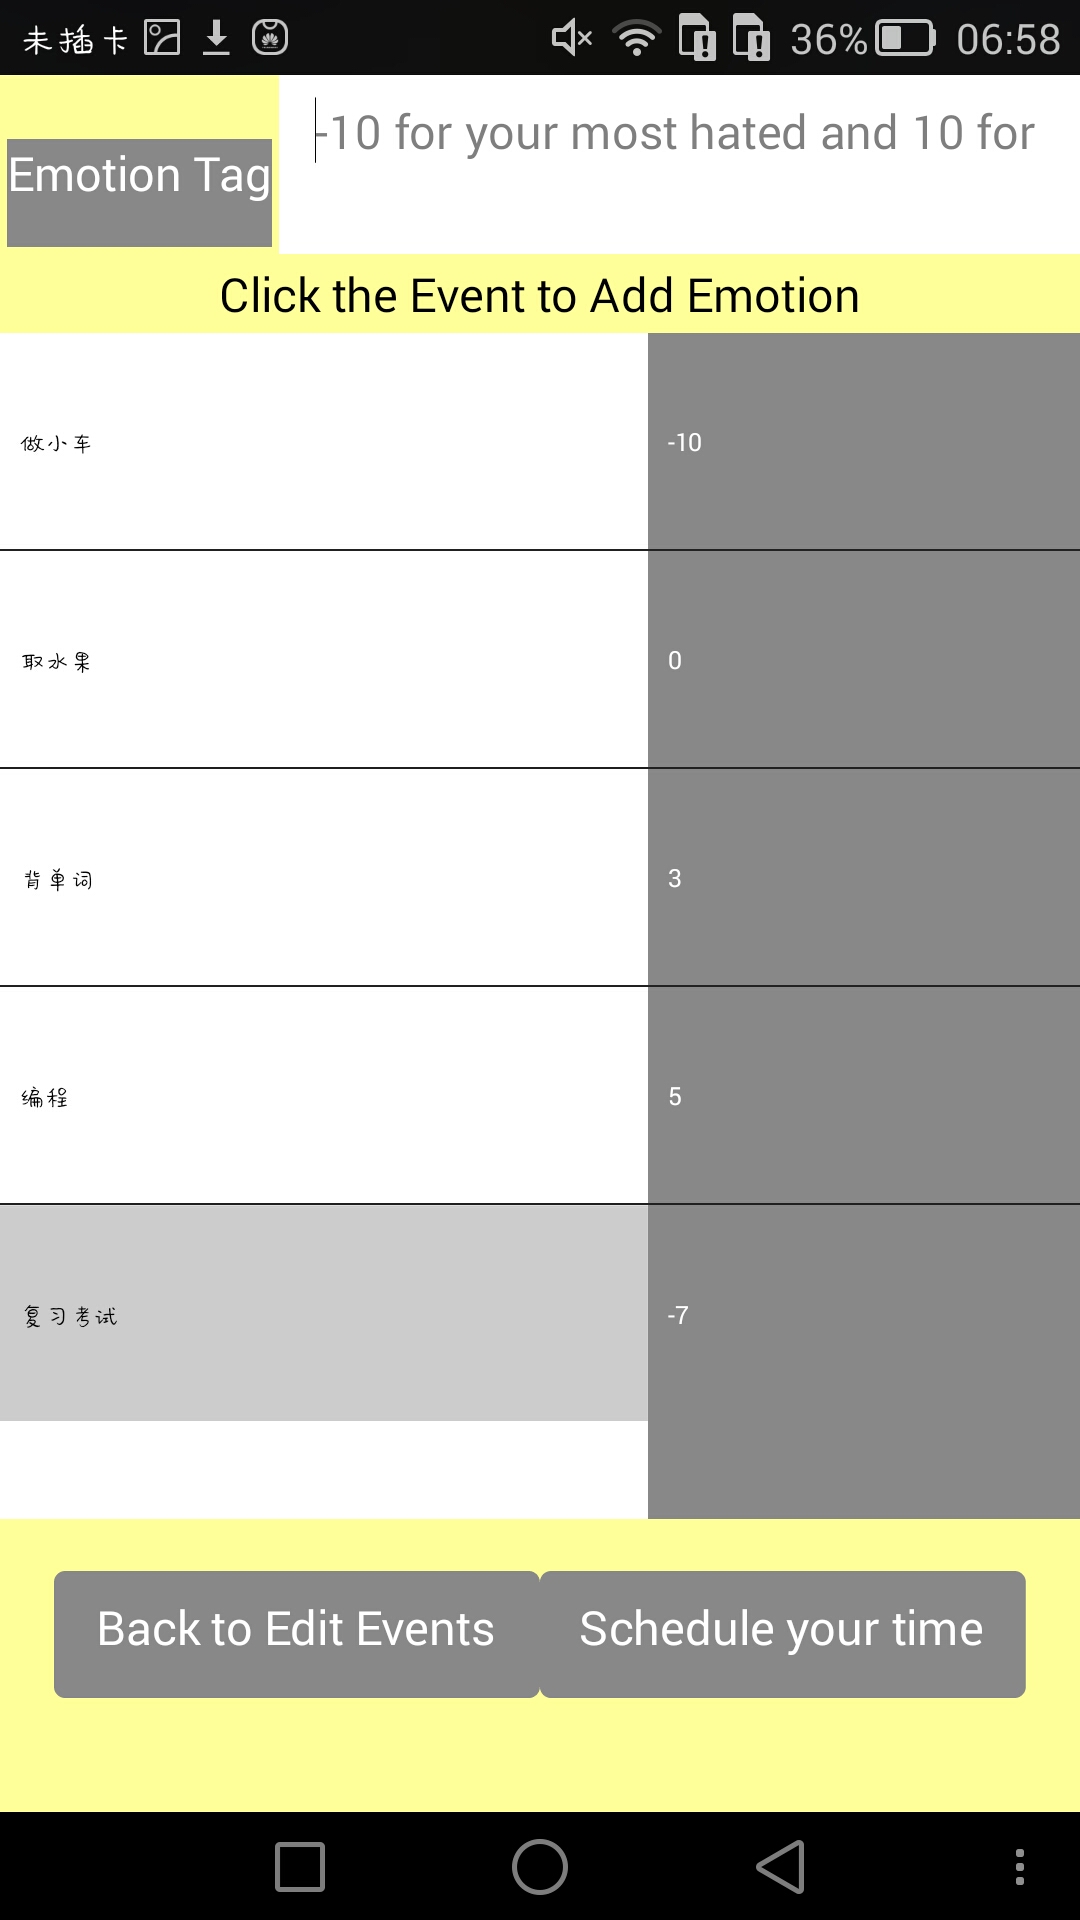 未插卡 36% 06:58
Emotion Tag -10 for your most hated and 10 for
Click the Event to Add Emotion
做小车 -10
取水果 0
背单词 3
编程 5
复习考试 -7
Back to Edit Events Schedule your time